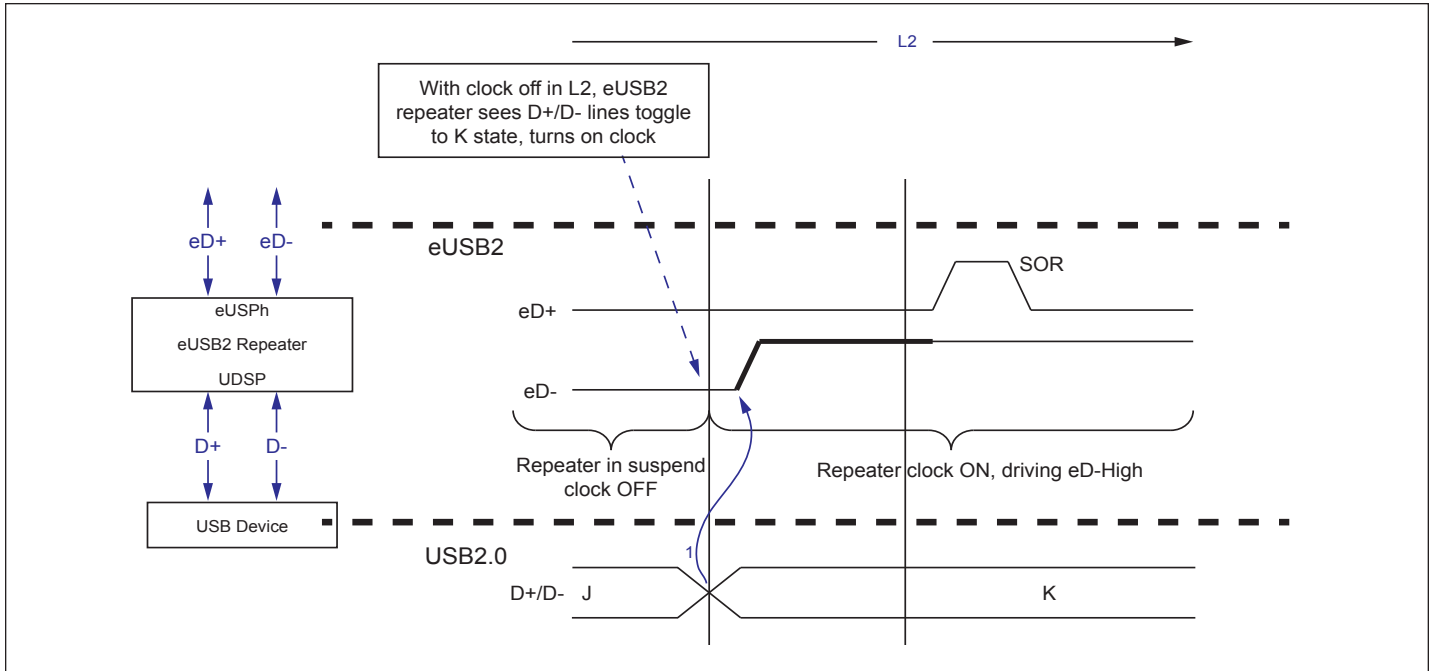 L2
With clock off in L2, eUSB2
repeater sees D+/D- lines toggle
to K state, turns on clock
eD+ eD-
eUSB2
SOR
eUSPh
eUSB2 Repeater
UDSP
eD+
eD-
D+ D-
Repeater in suspend
clock OFF
Repeater clock ON, driving eD-High
USB Device
USB2.0
1
D+/D- J K